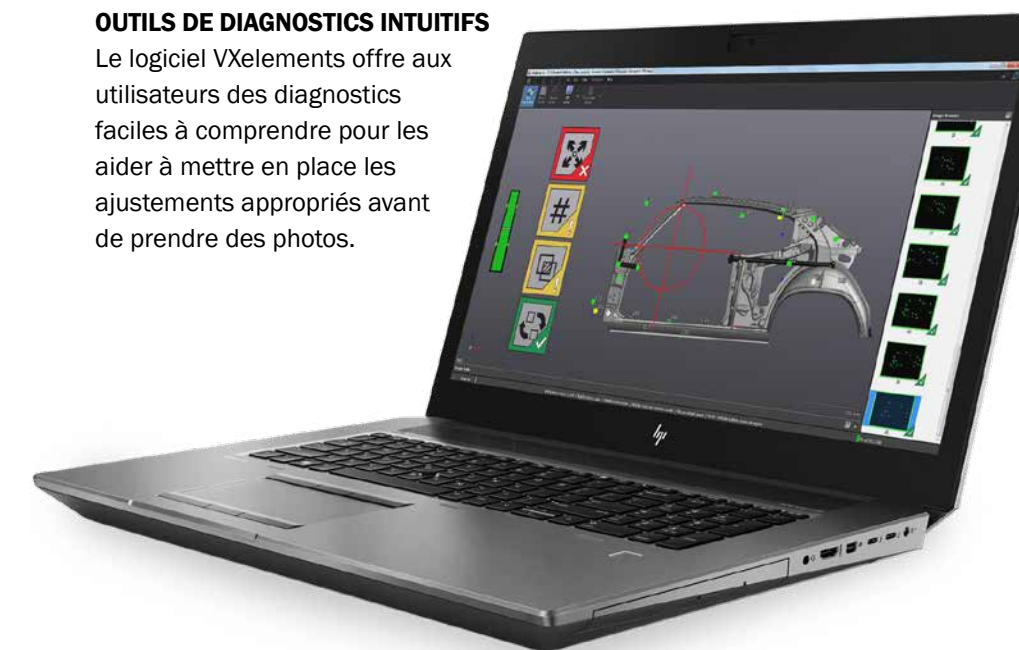 OUTILS DE DIAGNOSTICS INTUITIFS
Le logiciel VXelements offre aux
utilisateurs des diagnostics
faciles à comprendre pour les
aider à mettre en place les
ajustements appropriés avant
de prendre des photos.
hp